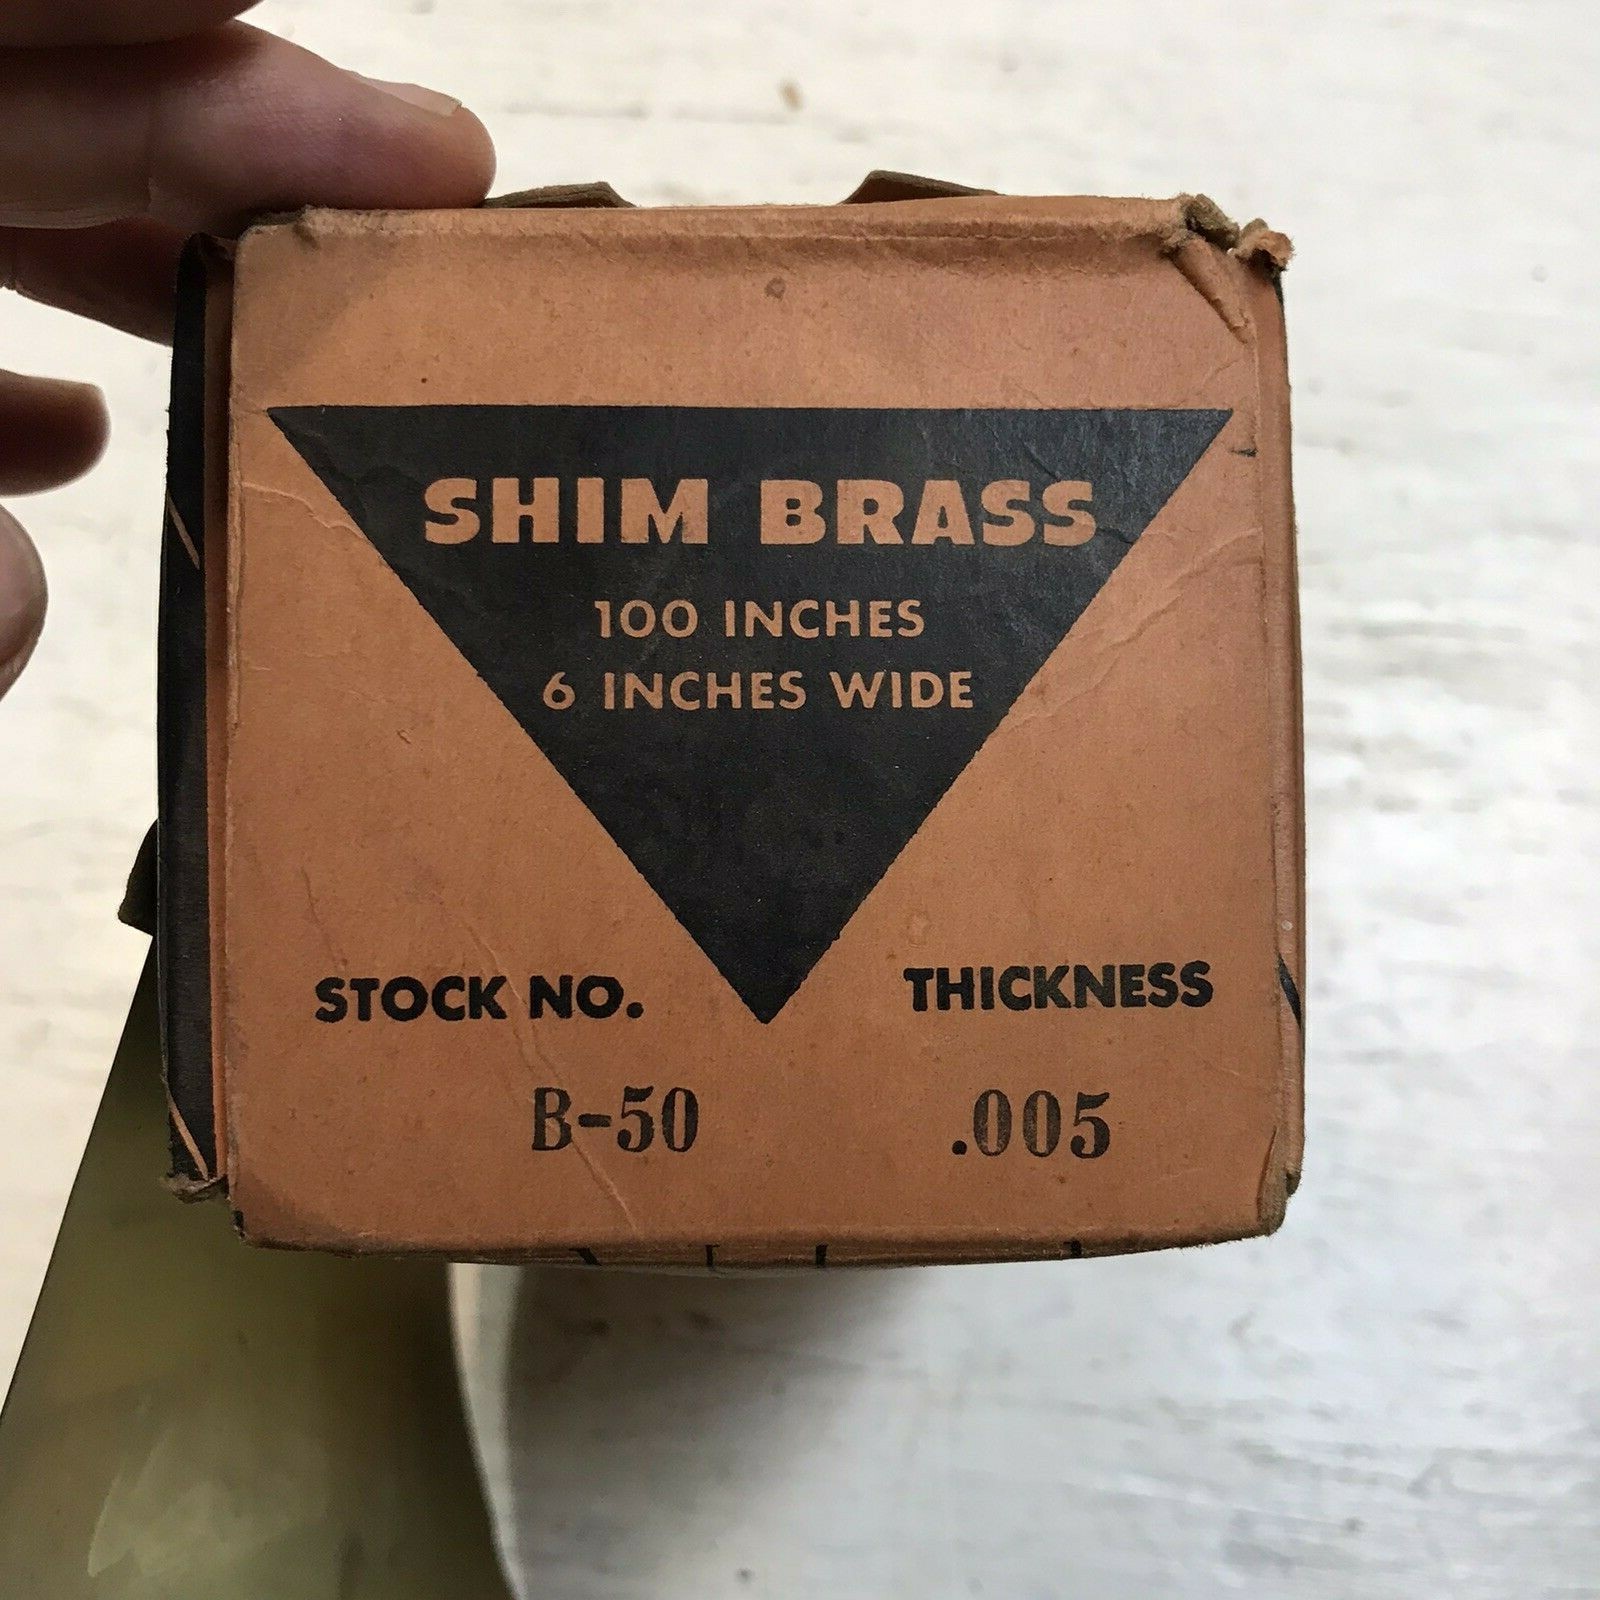 SHIM BRASS
100 INCHES
6 INCHES WIDE
STOCK NO. THICKNESS
B-50 .005